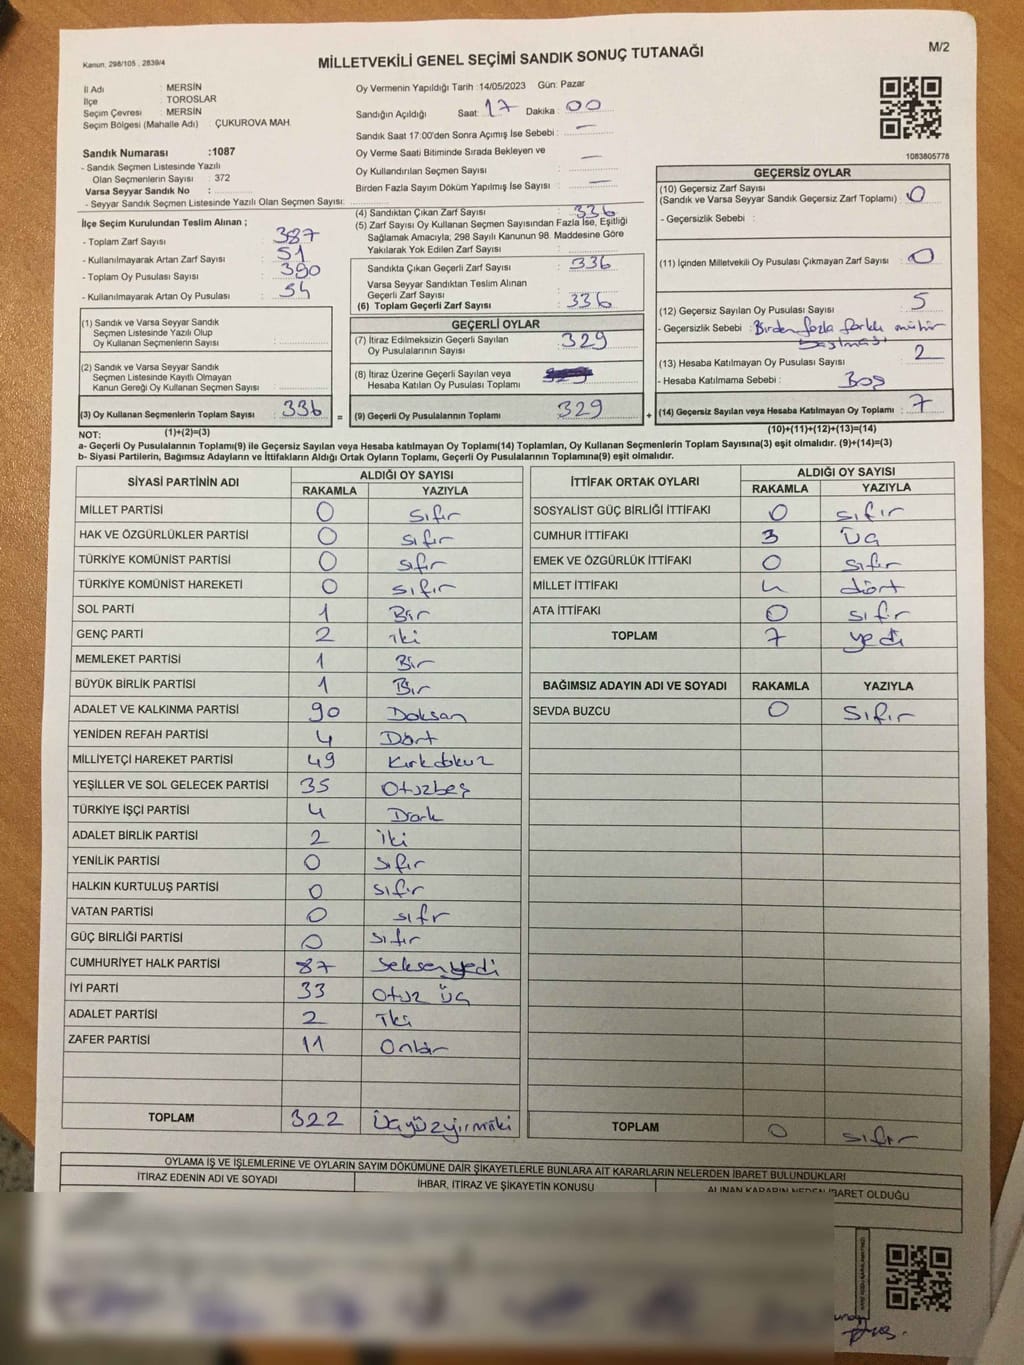 Kanun, 298/105 , 2839/4
MİLLETVEKİLİ GENEL SEÇİMİ SANDIK SONUÇ TUTANAĞI
M/2
İl Adı : MERSİN
İlçe : TOROSLAR
Seçim Çevresi : MERSİN
Seçim Bölgesi (Mahalle Adı) : ÇUKUROVA MAH.
Sandık Numarası :1087
- Sandık Seçmen Listesinde Yazılı
Olan Seçmenlerin Sayısı : 372
Varsa Seyyar Sandık No :
- Seyyar Sandık Seçmen Listesinde Yazılı Olan Seçmen Sayısı:
Oy Vermenin Yapıldığı Tarih :14/05/2023 Gün: Pazar
Sandığın Açıldığı Saat: 17 Dakika : 00
Sandık Saat 17:00'den Sonra Açımış İse Sebebi : —
Oy Verme Saati Bitiminde Sırada Bekleyen ve
Oy Kullandırılan Seçmen Sayısı : —
Birden Fazla Sayım Döküm Yapılmış İse Sayısı : —
1083805778
İlçe Seçim Kurulundan Teslim Alınan ;
- Toplam Zarf Sayısı : 387
- Kullanılmayarak Artan Zarf Sayısı : 51
- Toplam Oy Pusulası Sayısı : 390
- Kullanılmayarak Artan Oy Pusulası : 54
(4) Sandıktan Çıkan Zarf Sayısı : 336
(5) Zarf Sayısı Oy Kullanan Seçmen Sayısından Fazla İse, Eşitliği
Sağlamak Amacıyla, 298 Sayılı Kanunun 98. Maddesine Göre
Yakılarak Yok Edilen Zarf Sayısı :
Sandıkta Çıkan Geçerli Zarf Sayısı : 336
Varsa Seyyar Sandıktan Teslim Alınan
Geçerli Zarf Sayısı :
(6) Toplam Geçerli Zarf Sayısı : 336
GEÇERSİZ OYLAR
(10) Geçersiz Zarf Sayısı
(Sandık ve Varsa Seyyar Sandık Geçersiz Zarf Toplamı) : 0
- Geçersizlik Sebebi :
(11) İçinden Milletvekili Oy Pusulası Çıkmayan Zarf Sayısı : 0
(12) Geçersiz Sayılan Oy Pusulası Sayısı : 5
- Geçersizlik Sebebi : Birden fazla farklı mühür
basılması
(13) Hesaba Katılmayan Oy Pusulası Sayısı : 2
- Hesaba Katılmama Sebebi : Boş
(14) Geçersiz Sayılan veya Hesaba Katılmayan Oy Toplamı : 7
(10)+(11)+(12)+(13)=(14)
(1) Sandık ve Varsa Seyyar Sandık
Seçmen Listesinde Yazılı Olup
Oy Kullanan Seçmenlerin Sayısı :
(2) Sandık ve Varsa Seyyar Sandık
Seçmen Listesinde Kayıtlı Olmayan
Kanun Gereği Oy Kullanan Seçmen Sayısı :
(3) Oy Kullanan Seçmenlerin Toplam Sayısı : 336 =
(1)+(2)=(3)
GEÇERLİ OYLAR
(7) İtiraz Edilmeksizin Geçerli Sayılan
Oy Pusulalarının Sayısı : 329
(8) İtiraz Üzerine Geçerli Sayılan veya
Hesaba Katılan Oy Pusulası Toplamı :
(9) Geçerli Oy Pusulalarının Toplamı : 329 +
NOT:
a- Geçerli Oy Pusulalarının Toplamı(9) ile Geçersiz Sayılan veya Hesaba katılmayan Oy Toplamı(14) Toplamları, Oy Kullanan Seçmenlerin Toplam Sayısına(3) eşit olmalıdır. (9)+(14)=(3)
b- Siyasi Partilerin, Bağımsız Adayların ve İttifakların Aldığı Ortak Oyların Toplamı, Geçerli Oy Pusulalarının Toplamına(9) eşit olmalıdır.
SİYASİ PARTİNİN ADI ALDIĞI OY SAYISI
RAKAMLA YAZIYLA
MİLLET PARTİSİ 0 sıfır
HAK VE ÖZGÜRLÜKLER PARTİSİ 0 sıfır
TÜRKİYE KOMÜNİST PARTİSİ 0 sıfır
TÜRKİYE KOMÜNİST HAREKETİ 0 sıfır
SOL PARTİ 1 Bir
GENÇ PARTİ 2 iki
MEMLEKET PARTİSİ 1 Bir
BÜYÜK BİRLİK PARTİSİ 1 Bir
ADALET VE KALKINMA PARTİSİ 90 Doksan
YENİDEN REFAH PARTİSİ 4 Dört
MİLLİYETÇİ HAREKET PARTİSİ 49 Kırkdokuz
YEŞİLLER VE SOL GELECEK PARTİSİ 35 Otuzbeş
TÜRKİYE İŞÇİ PARTİSİ 4 Dört
ADALET BİRLİK PARTİSİ 2 iki
YENİLİK PARTİSİ 0 sıfır
HALKIN KURTULUŞ PARTİSİ 0 sıfır
VATAN PARTİSİ 0 sıfır
GÜÇ BİRLİĞİ PARTİSİ 0 sıfır
CUMHURİYET HALK PARTİSİ 87 Seksenyedi
İYİ PARTİ 33 Otuz üç
ADALET PARTİSİ 2 İki
ZAFER PARTİSİ 11 Onbir
TOPLAM 322 Üçyüzyirmiiki
İTTİFAK ORTAK OYLARI ALDIĞI OY SAYISI
RAKAMLA YAZIYLA
SOSYALİST GÜÇ BİRLİĞİ İTTİFAKI 0 sıfır
CUMHUR İTTİFAKI 3 Üç
EMEK VE ÖZGÜRLÜK İTTİFAKI 0 sıfır
MİLLET İTTİFAKI 4 dört
ATA İTTİFAKI 0 sıfır
TOPLAM 7 yedi
BAĞIMSIZ ADAYIN ADI VE SOYADI RAKAMLA YAZIYLA
SEVDA BUZCU 0 Sıfır
TOPLAM 0 sıfır
OYLAMA İŞ VE İŞLEMLERİNE VE OYLARIN SAYIM DÖKÜMÜNE DAİR ŞİKAYETLERLE BUNLARA AİT KARARLARIN NELERDEN İBARET BULUNDUKLARI
İTİRAZ EDENİN ADI VE SOYADI İHBAR, İTİRAZ VE ŞİKAYETİN KONUSU ALINAN KARARIN NEDEN İBARET OLDUĞU